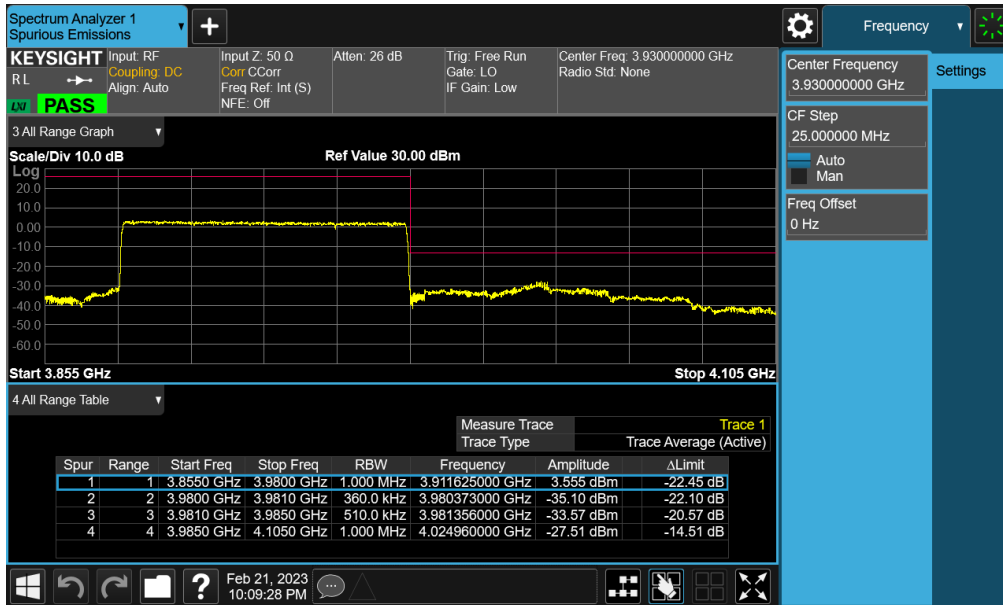 Spectrum Analyzer 1
Spurious Emissions
+
Frequency
KEYSIGHT
R L
LXI
PASS
Input: RF
Coupling: DC
Align: Auto
Input Z: 50 Ω
Corr CCorr
Freq Ref: Int (S)
NFE: Off
Atten: 26 dB
Trig: Free Run
Gate: LO
IF Gain: Low
Center Freq: 3.930000000 GHz
Radio Std: None
Center Frequency
3.930000000 GHz
Settings
CF Step
25.000000 MHz
Auto
Man
Freq Offset
0 Hz
3 All Range Graph
Scale/Div 10.0 dB
Ref Value 30.00 dBm
Log
20.0
10.0
0.00
-10.0
-20.0
-30.0
-40.0
-50.0
-60.0
Start 3.855 GHz
Stop 4.105 GHz
4 All Range Table
Measure Trace Trace 1
Trace Type Trace Average (Active)
Spur Range Start Freq Stop Freq RBW Frequency Amplitude ΔLimit
1 1 3.8550 GHz 3.9800 GHz 1.000 MHz 3.911625000 GHz 3.555 dBm -22.45 dB
2 2 3.9800 GHz 3.9810 GHz 360.0 kHz 3.980373000 GHz -35.10 dBm -22.10 dB
3 3 3.9810 GHz 3.9850 GHz 510.0 kHz 3.981356000 GHz -33.57 dBm -20.57 dB
4 4 3.9850 GHz 4.1050 GHz 1.000 MHz 4.024960000 GHz -27.51 dBm -14.51 dB
?
Feb 21, 2023
10:09:28 PM